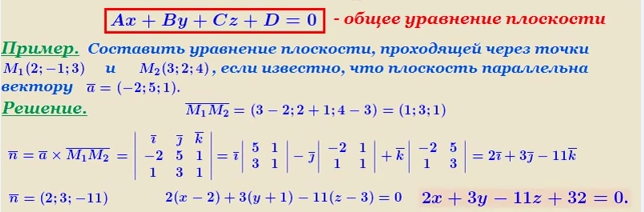 Ax + By + Cz + D = 0 - общее уравнение плоскости
Пример. Составить уравнение плоскости, проходящей через точки
M₁(2; −1; 3) и M₂(3; 2; 4), если известно, что плоскость параллельна
вектору a̅ = (−2; 5; 1).
Решение. M₁M₂ = (3 − 2; 2 + 1; 4 − 3) = (1; 3; 1)
n̅ = a̅ × M₁M₂ = | ı̅ ȷ̅ k̅ |
| −2 5 1 |
| 1 3 1 | = ı̅ | 5 1 |
| 3 1 | − ȷ̅ | −2 1 |
| 1 1 | + k̅ | −2 5 |
| 1 3 | = 2ı̅ + 3ȷ̅ − 11k̅
n̅ = (2; 3; −11) 2(x − 2) + 3(y + 1) − 11(z − 3) = 0 2x + 3y − 11z + 32 = 0.